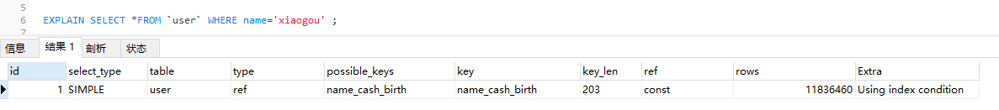 5
6 EXPLAIN SELECT *FROM `user` WHERE name='xiaogou' ;
7
信息 结果 1 剖析 状态
id select_type table type possible_keys key key_len ref rows Extra
1 SIMPLE user ref name_cash_birth name_cash_birth 203 const 11836460 Using index condition